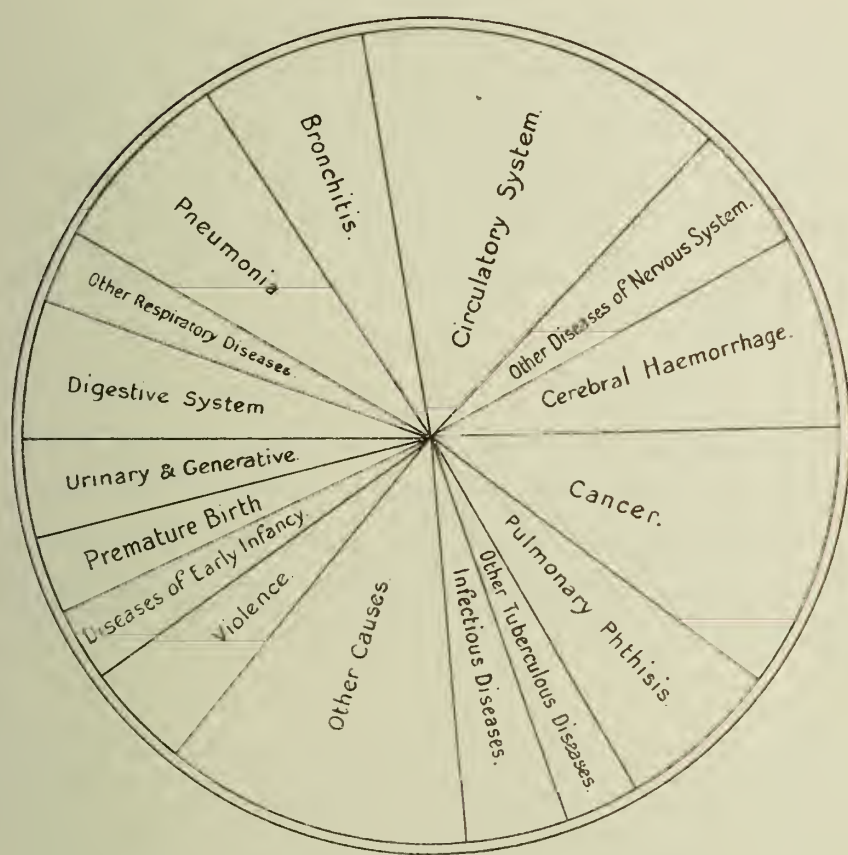 Circulatory System.
Other Diseases of Nervous System.
Cerebral Haemorrhage.
Cancer.
Pulmonary Phthisis.
Other Tuberculous Diseases.
Infectious Diseases.
Other Causes.
Violence.
Diseases of Early Infancy.
Premature Birth
Urinary & Generative.
Digestive System
Other Respiratory Diseases.
Pneumonia
Bronchitis.